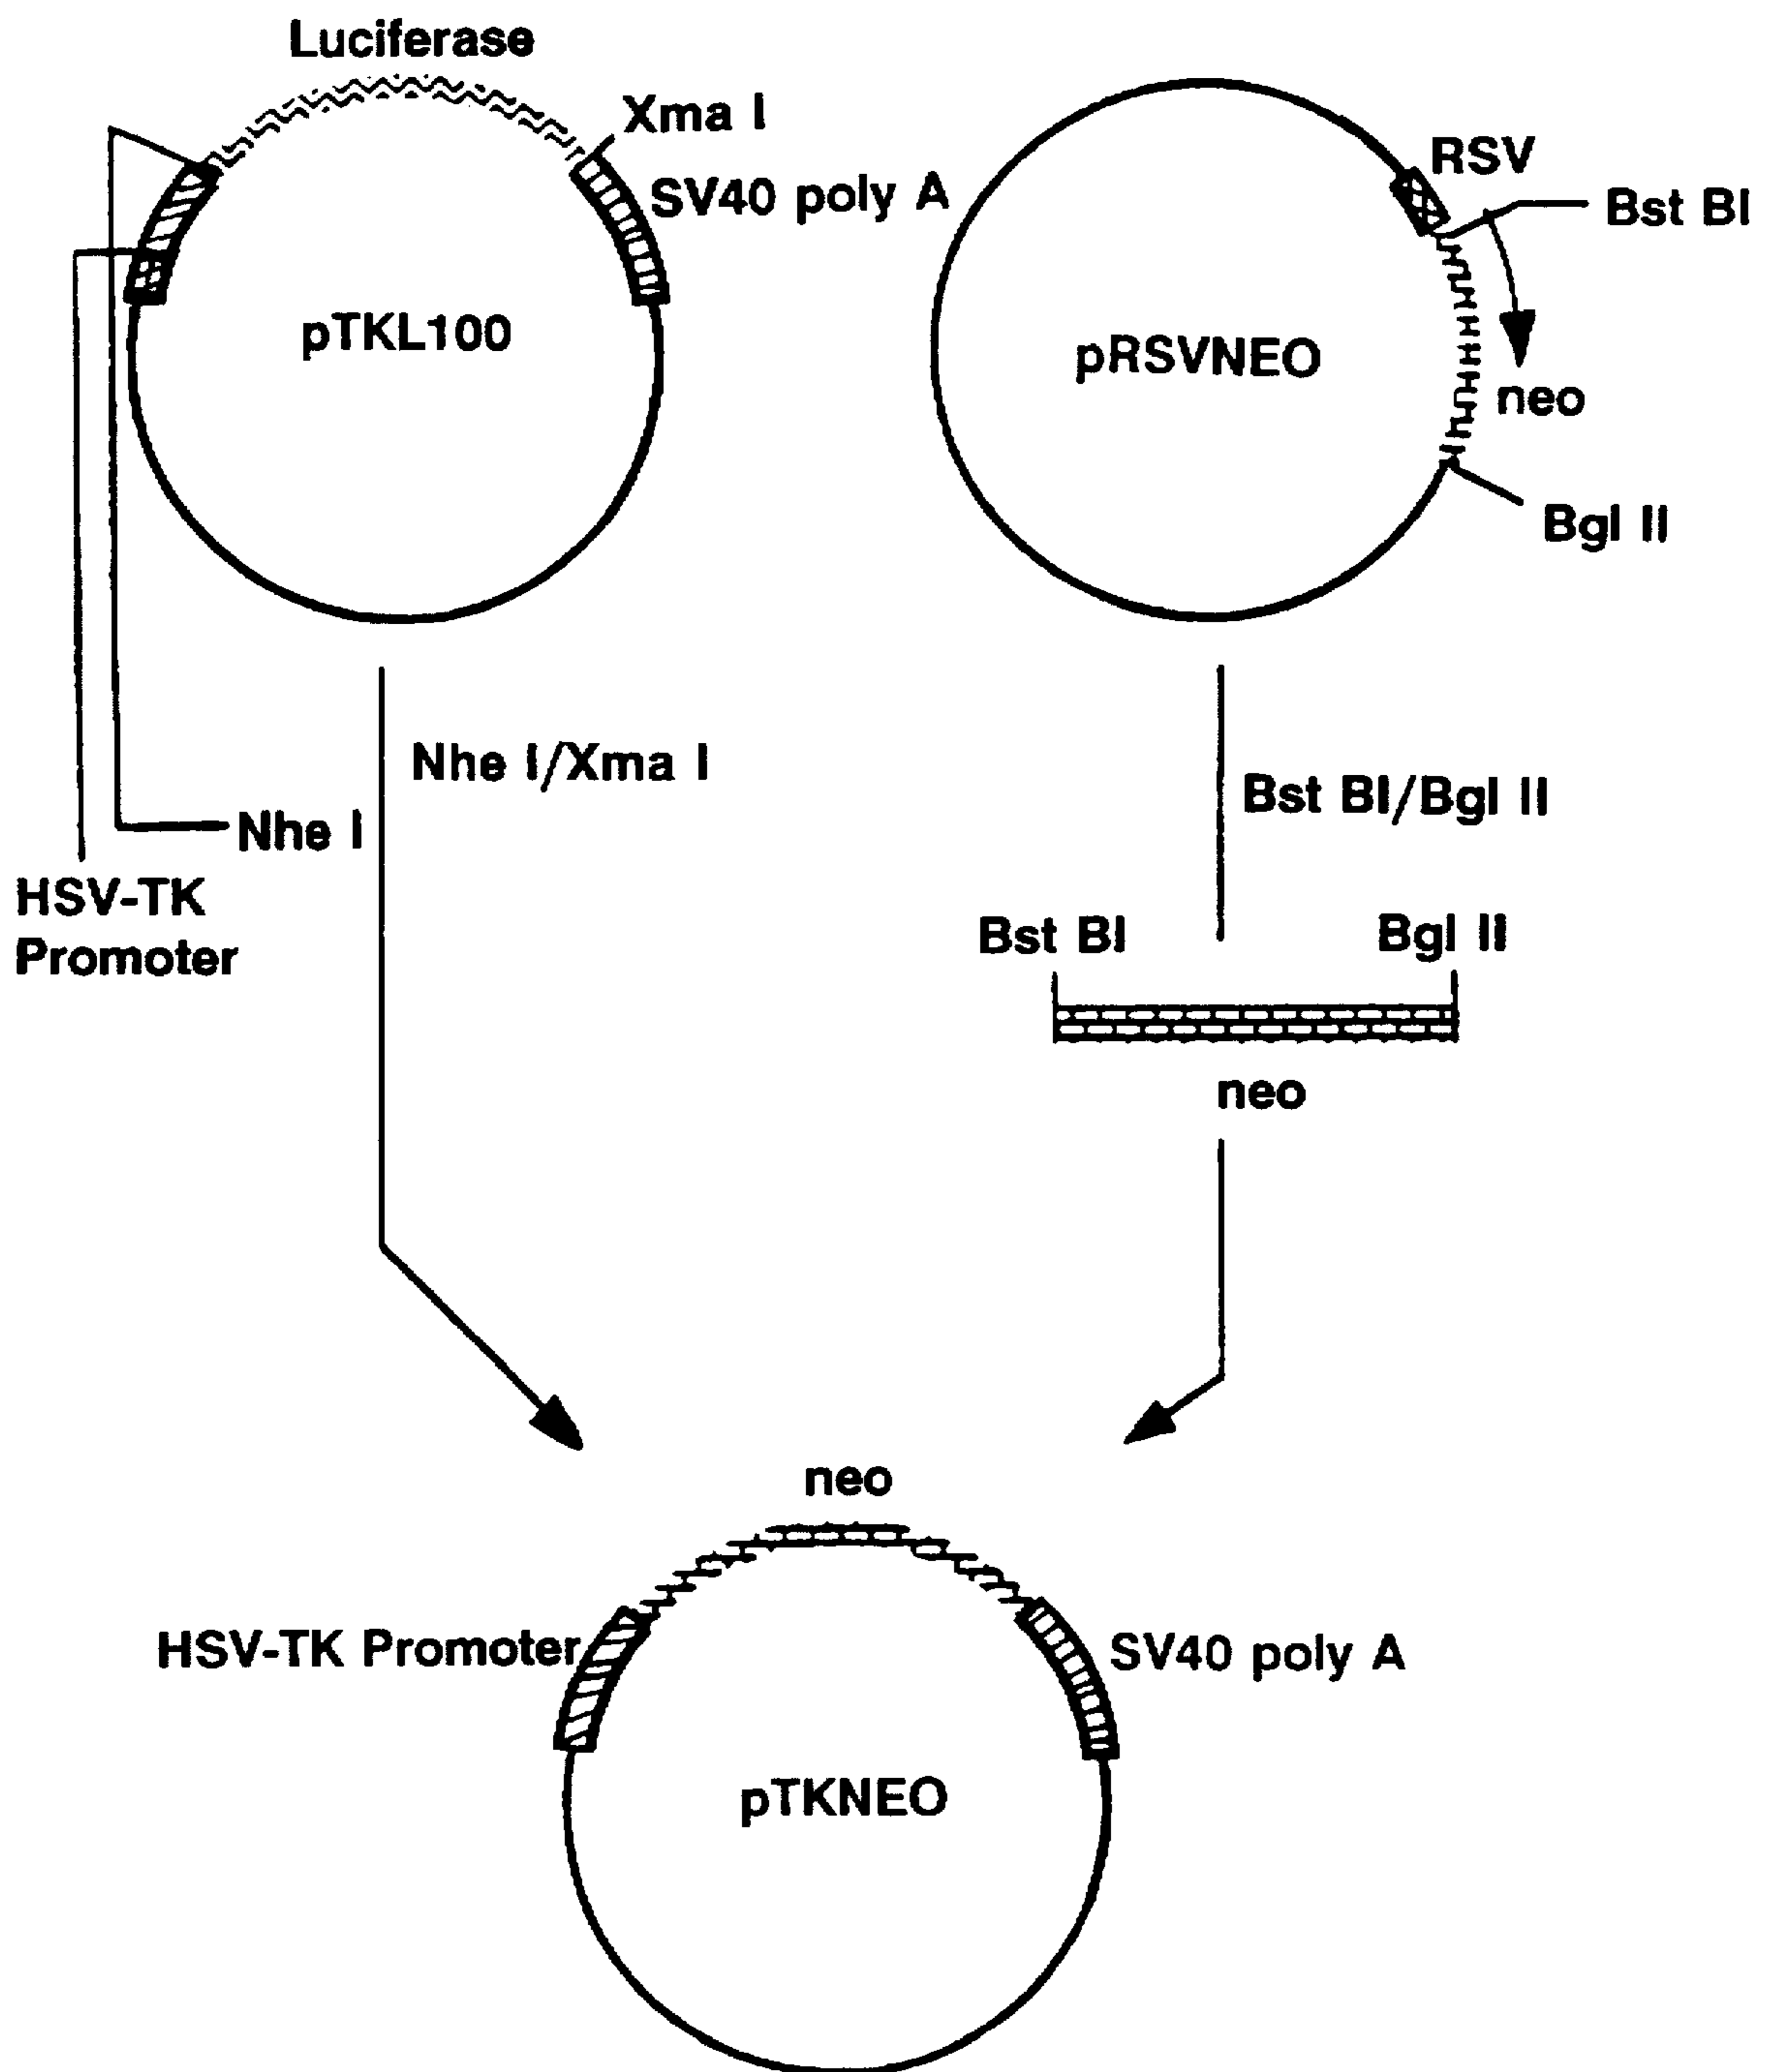 Luciferase
Xma I
SV40 poly A
pTKL100
RSV
Bst BI
pRSVNEO
neo
Bgl II
Nhe I/Xma I
Nhe I
HSV-TK
Promoter
Bst BI/Bgl II
Bst BI
Bgl II
neo
neo
HSV-TK Promoter
SV40 poly A
pTKNEO